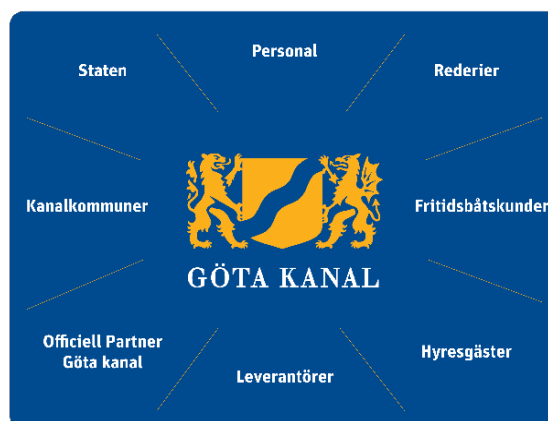 Personal
Staten
Rederier
Kanalkommuner
Fritidsbåtskunder
GÖTA KANAL
Officiell Partner
Göta kanal
Leverantörer
Hyresgäster